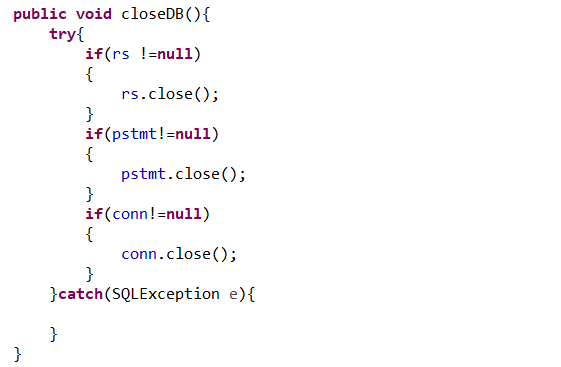 public void closeDB(){
    try{
        if(rs !=null)
        {
            rs.close();
        }
        if(pstmt!=null)
        {
            pstmt.close();
        }
        if(conn!=null)
        {
            conn.close();
        }
    }catch(SQLException e){

    }
}